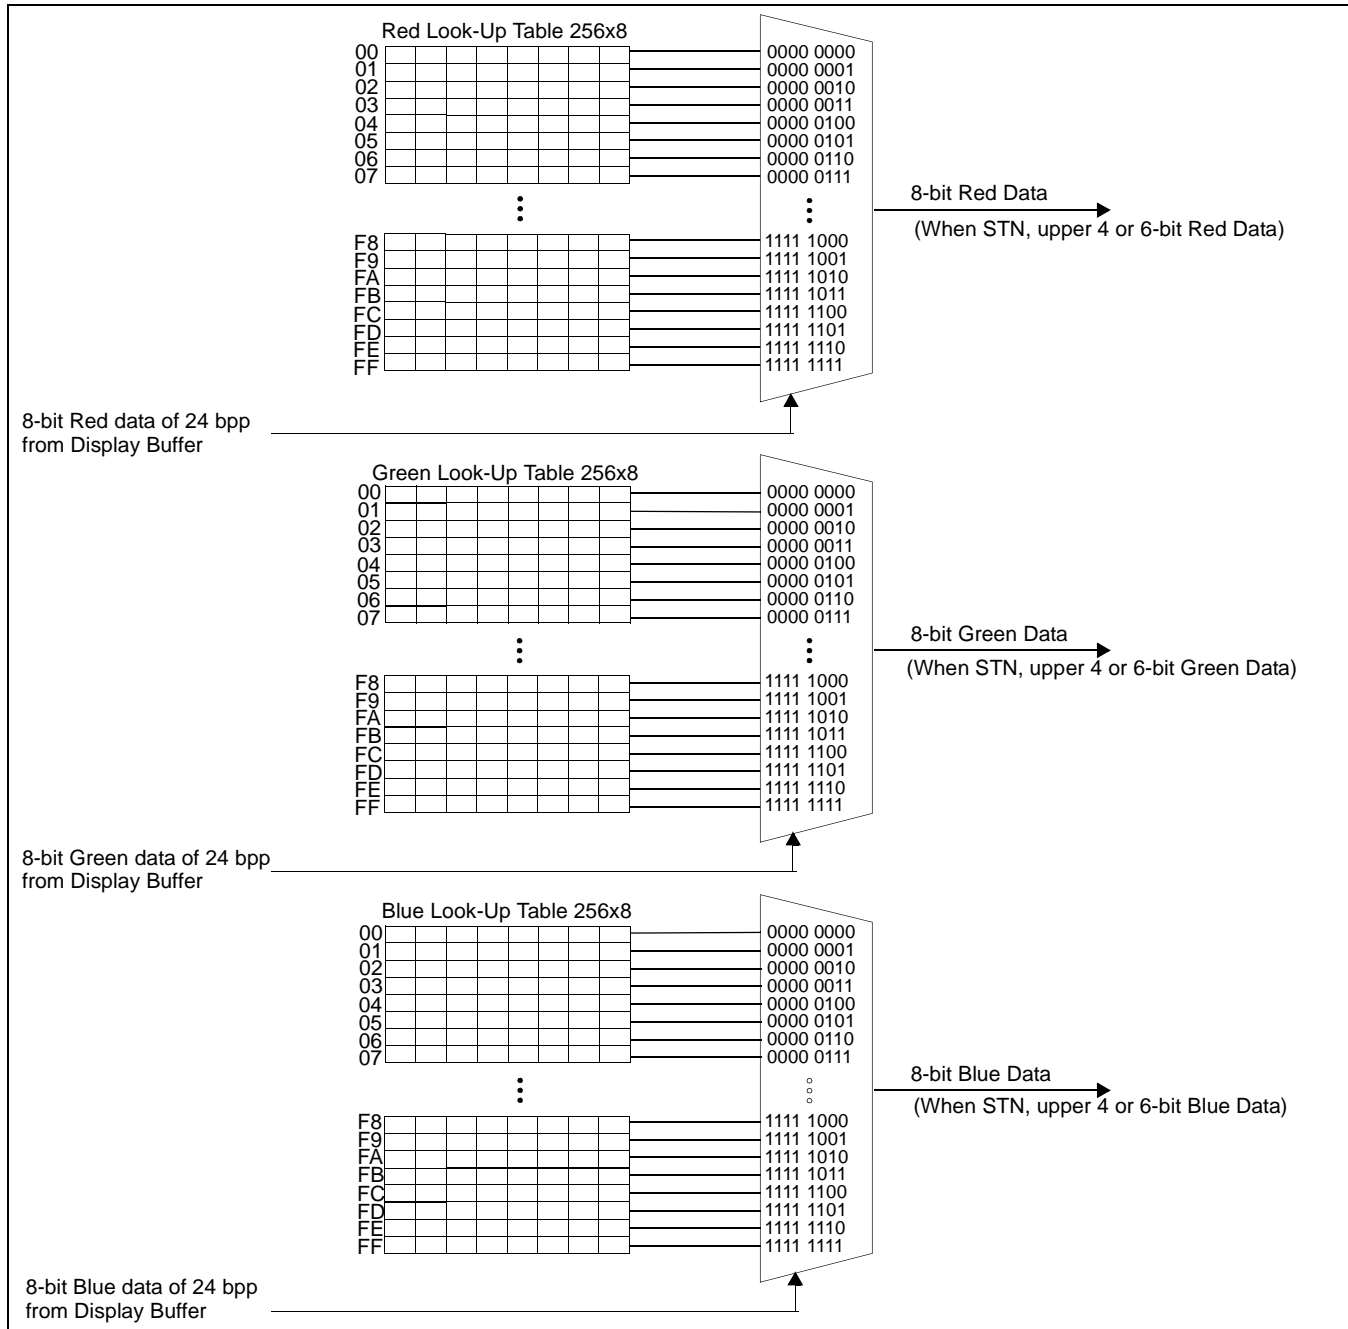 Red Look-Up Table 256x8
00 0000 0000
01 0000 0001
02 0000 0010
03 0000 0011
04 0000 0100
05 0000 0101
06 0000 0110
07 0000 0111
8-bit Red Data
(When STN, upper 4 or 6-bit Red Data)
F8 1111 1000
F9 1111 1001
FA 1111 1010
FB 1111 1011
FC 1111 1100
FD 1111 1101
FE 1111 1110
FF 1111 1111
8-bit Red data of 24 bpp
from Display Buffer
Green Look-Up Table 256x8
00 0000 0000
01 0000 0001
02 0000 0010
03 0000 0011
04 0000 0100
05 0000 0101
06 0000 0110
07 0000 0111
8-bit Green Data
(When STN, upper 4 or 6-bit Green Data)
F8 1111 1000
F9 1111 1001
FA 1111 1010
FB 1111 1011
FC 1111 1100
FD 1111 1101
FE 1111 1110
FF 1111 1111
8-bit Green data of 24 bpp
from Display Buffer
Blue Look-Up Table 256x8
00 0000 0000
01 0000 0001
02 0000 0010
03 0000 0011
04 0000 0100
05 0000 0101
06 0000 0110
07 0000 0111
8-bit Blue Data
(When STN, upper 4 or 6-bit Blue Data)
F8 1111 1000
F9 1111 1001
FA 1111 1010
FB 1111 1011
FC 1111 1100
FD 1111 1101
FE 1111 1110
FF 1111 1111
8-bit Blue data of 24 bpp
from Display Buffer